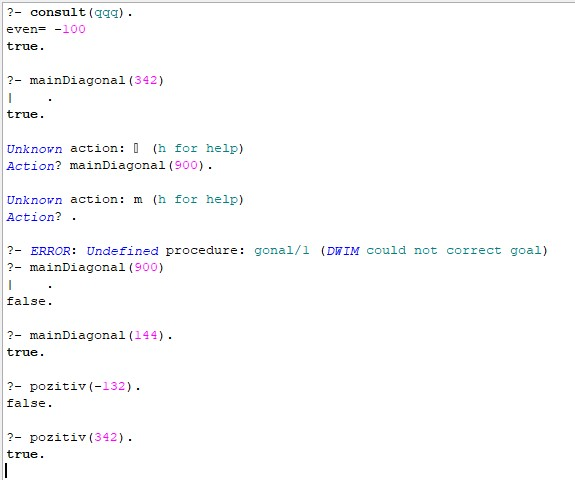 ?- consult(qqq).
even= -100
true.
?- mainDiagonal(342)
|    .
true.
Unknown action: (h for help)
Action? mainDiagonal(900).
Unknown action: m (h for help)
Action? .
?- ERROR: Undefined procedure: gonal/1 (DWIM could not correct goal)
?- mainDiagonal(900)
|    .
false.
?- mainDiagonal(144).
true.
?- pozitiv(-132).
false.
?- pozitiv(342).
true.